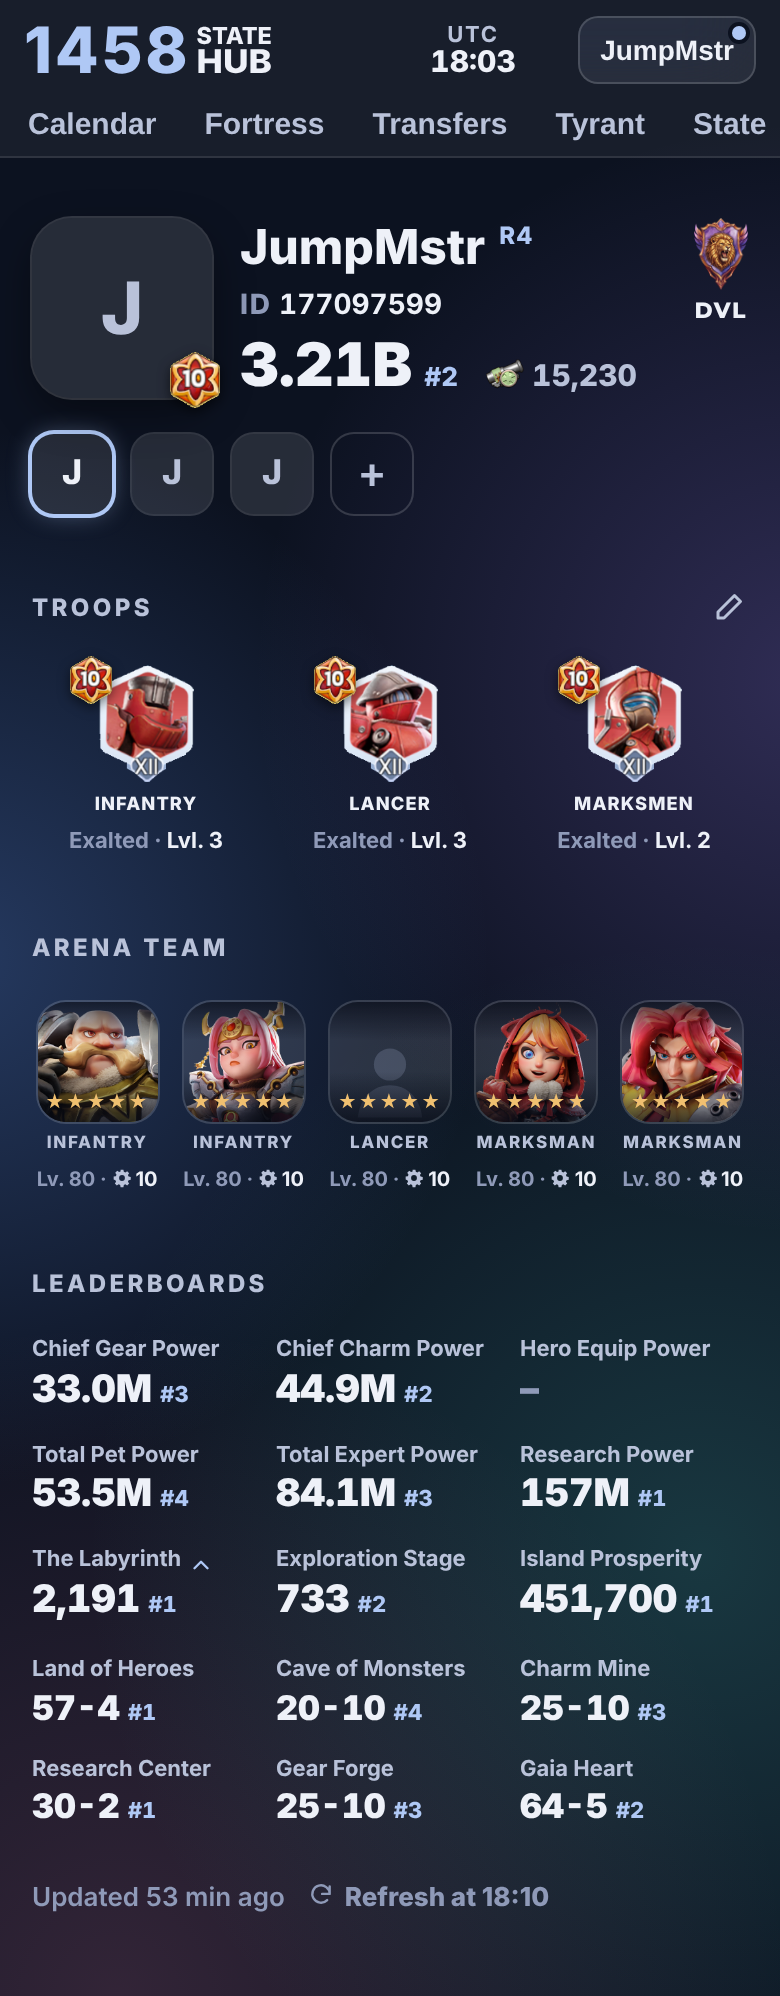 1458 STATE HUB
UTC
18:03
JumpMstr
Calendar Fortress Transfers Tyrant State
J
10
JumpMstr R4
ID 177097599
3.21B #2 15,230
DVL
J J J +
TROOPS
10 10 10
XII XII XII
INFANTRY LANCER MARKSMEN
Exalted · Lvl. 3 Exalted · Lvl. 3 Exalted · Lvl. 2
ARENA TEAM
INFANTRY INFANTRY LANCER MARKSMAN MARKSMAN
Lv. 80 · 10 Lv. 80 · 10 Lv. 80 · 10 Lv. 80 · 10 Lv. 80 · 10
LEADERBOARDS
Chief Gear Power Chief Charm Power Hero Equip Power
33.0M #3 44.9M #2 –
Total Pet Power Total Expert Power Research Power
53.5M #4 84.1M #3 157M #1
The Labyrinth Exploration Stage Island Prosperity
2,191 #1 733 #2 451,700 #1
Land of Heroes Cave of Monsters Charm Mine
57-4 #1 20-10 #4 25-10 #3
Research Center Gear Forge Gaia Heart
30-2 #1 25-10 #3 64-5 #2
Updated 53 min ago Refresh at 18:10